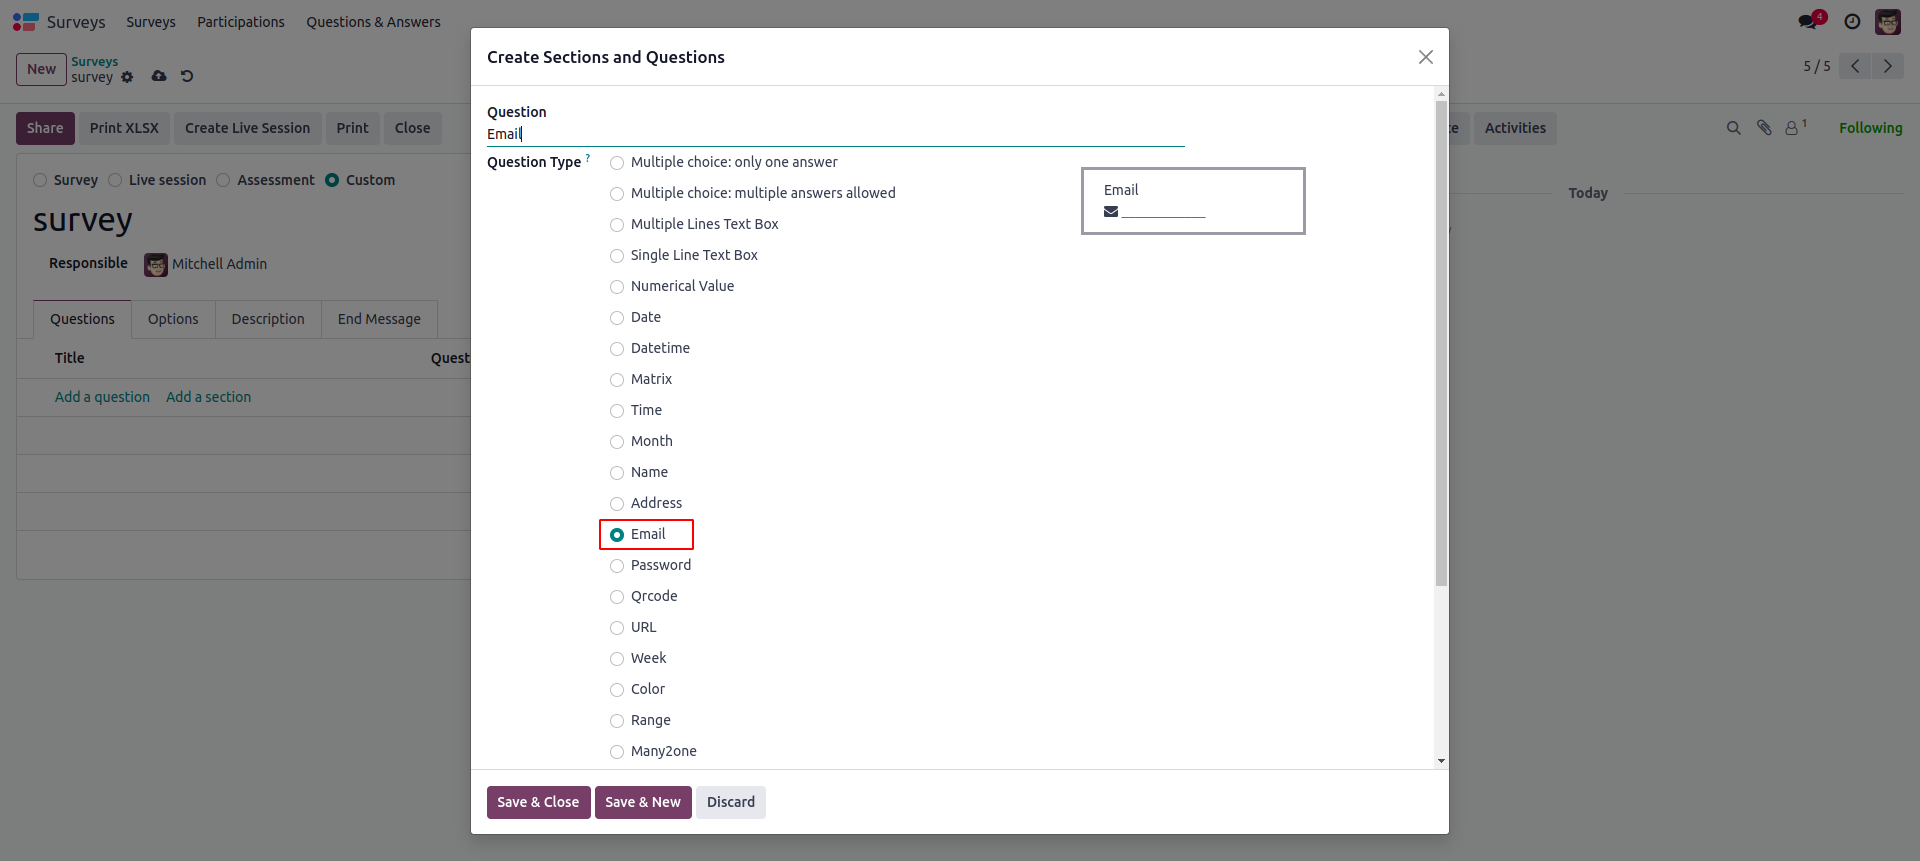 Surveys Surveys Participations Questions & Answers 4
New Surveys
survey
5 / 5
Share Print XLSX Create Live Session Print Close
Activities 1 Following
Survey Live session Assessment Custom
survey
Responsible Mitchell Admin
Questions Options Description End Message
Title Quest
Add a question Add a section
Today
Create Sections and Questions
Question
Email
Question Type ?
Multiple choice: only one answer
Multiple choice: multiple answers allowed
Multiple Lines Text Box
Single Line Text Box
Numerical Value
Date
Datetime
Matrix
Time
Month
Name
Address
Email
Password
Qrcode
URL
Week
Color
Range
Many2one
Email
____________
Save & Close Save & New Discard